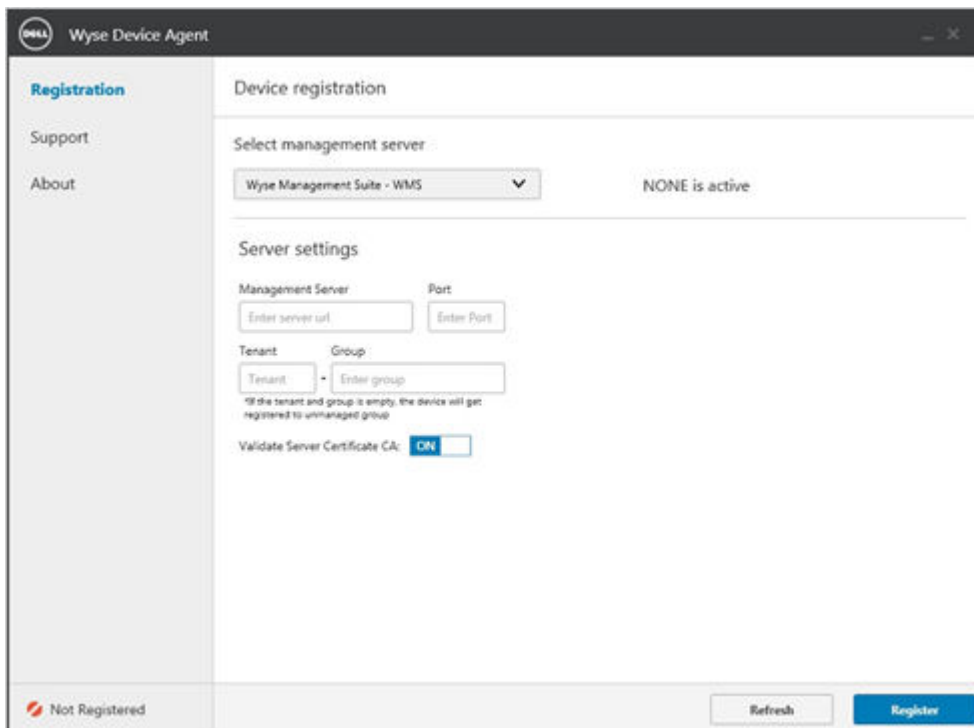 DELL Wyse Device Agent
Registration
Support
About
Device registration
Select management server
Wyse Management Suite - WMS
NONE is active
Server settings
Management Server Port
Enter server url Enter Port
Tenant Group
Tenant - Enter group
*If the tenant and group is empty, the device will get
registered to unmanaged group
Validate Server Certificate CA: ON
Not Registered
Refresh
Register